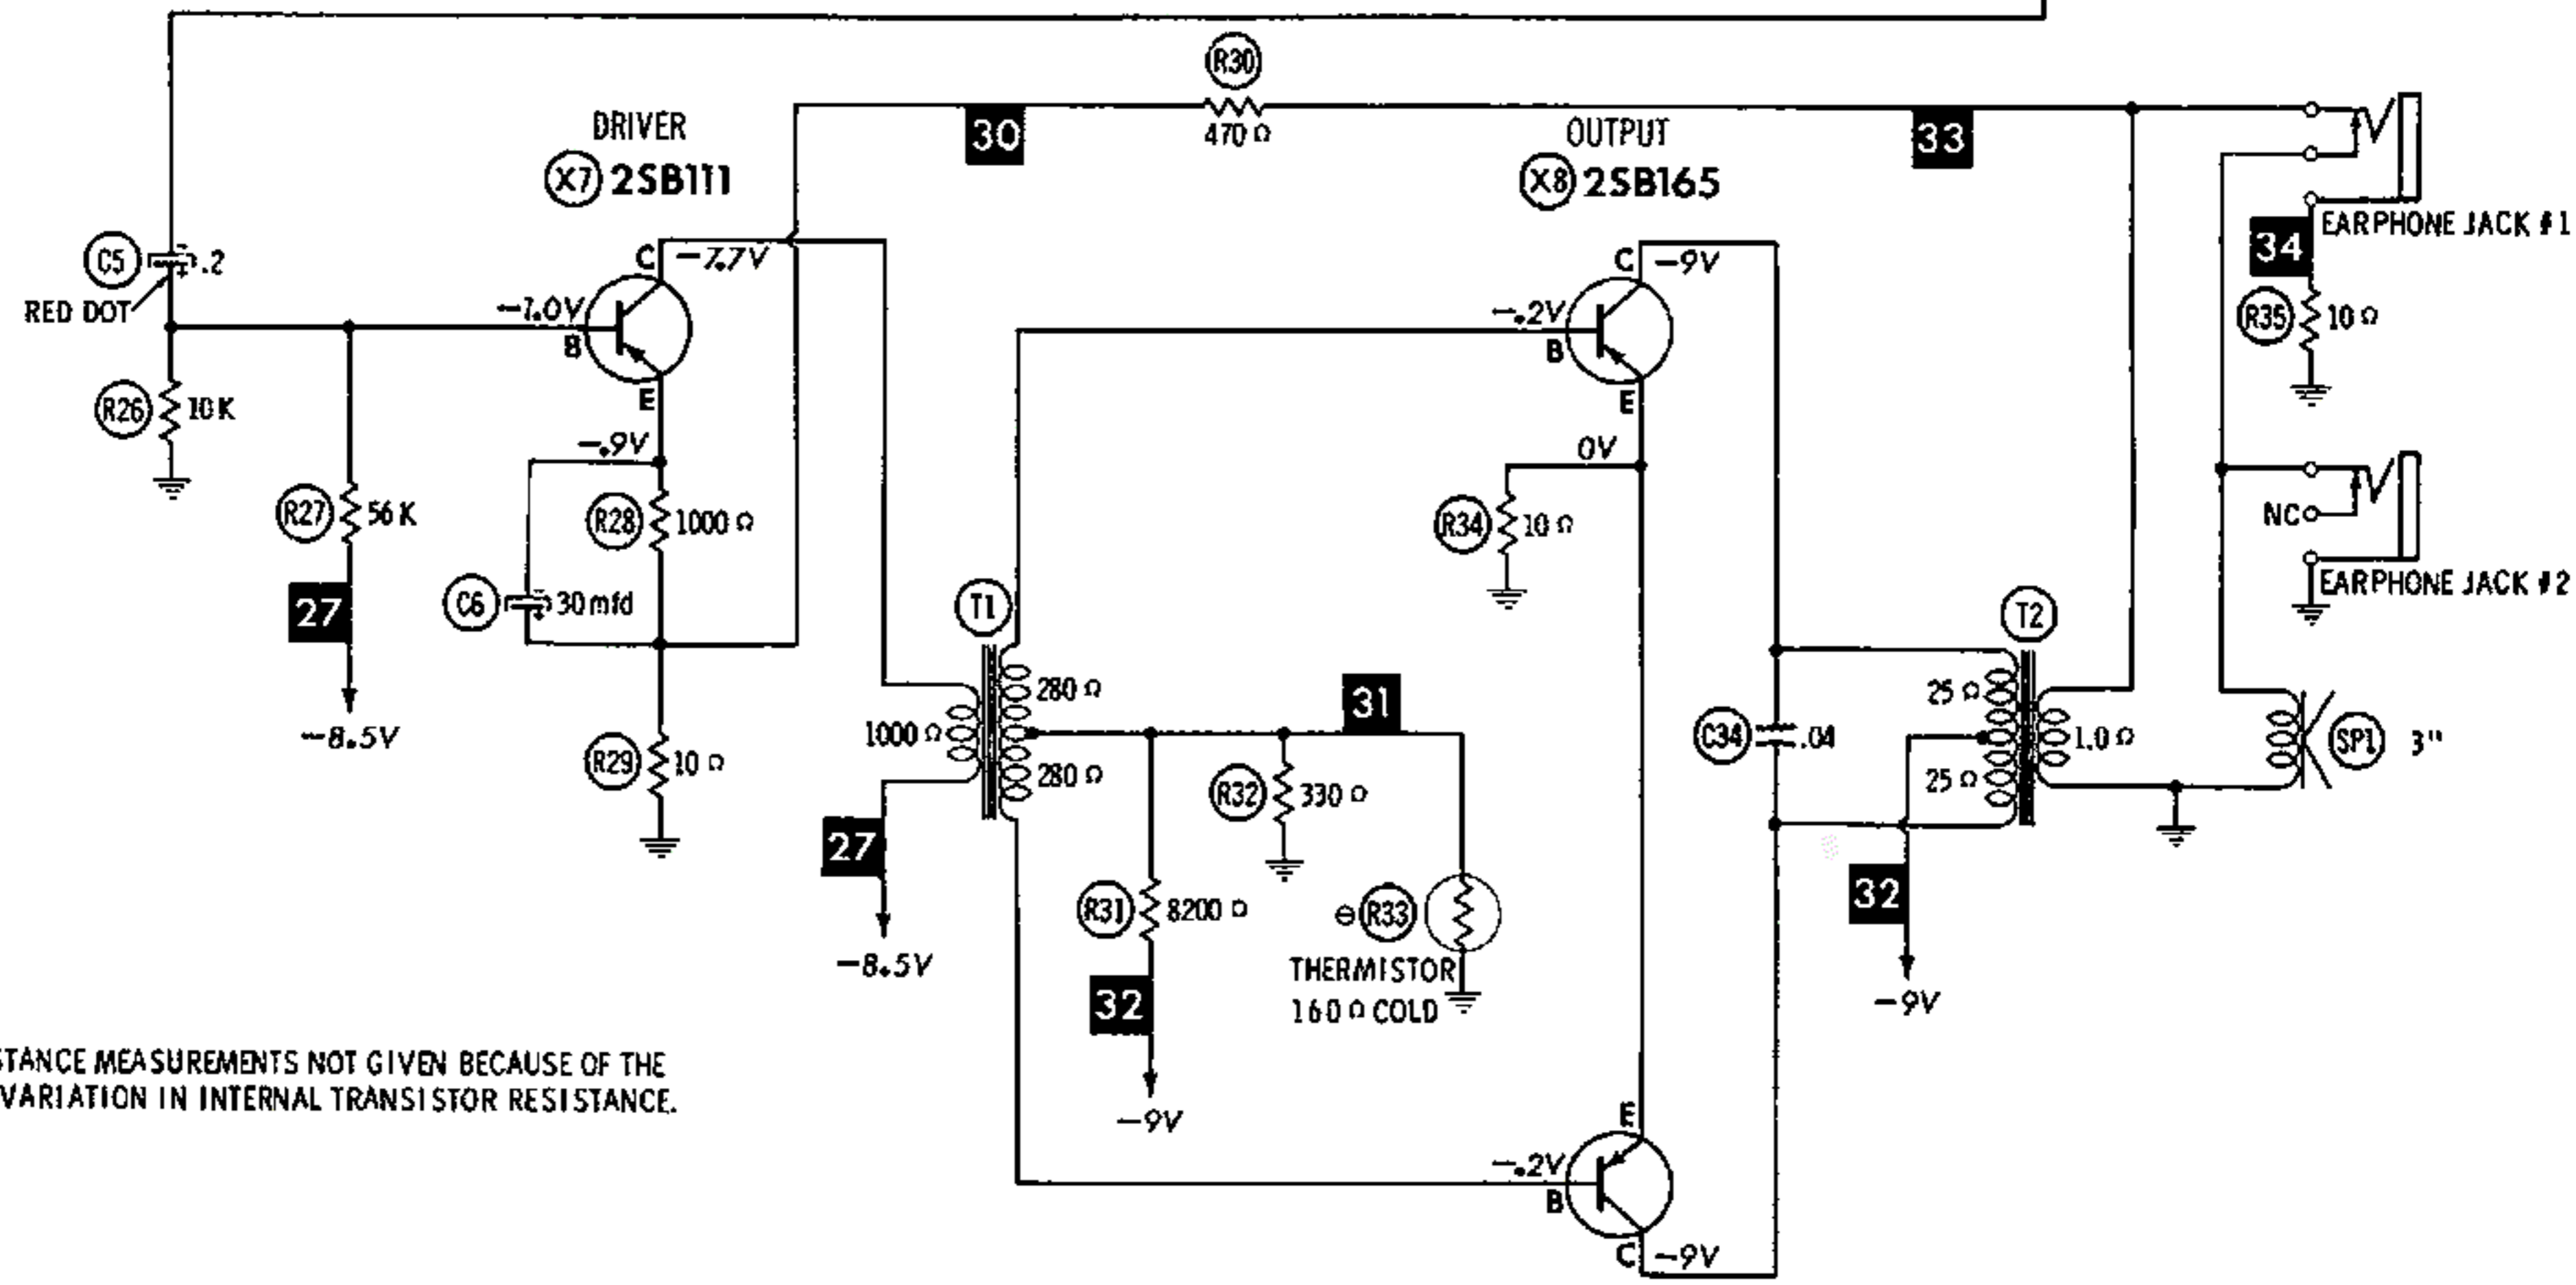 R30
470 Ω
DRIVER
X7 2SB111
30
OUTPUT
X8 2SB165
33
EARPHONE JACK #1
34
R35 10 Ω
C5 .2
RED DOT
C -7.7V
-1.0V
B
E
-.9V
R26 10 K
R27 56 K
27
-8.5V
R28 1000 Ω
C6 30 mfd
R29 10 Ω
C -9V
-.2V
B
E
0V
R34 10 Ω
NC
EARPHONE JACK #2
T1
280 Ω
1000 Ω
280 Ω
27
-8.5V
31
R32 330 Ω
R31 8200 Ω
32
-9V
R33
THERMISTOR
160 Ω COLD
T2
25 Ω
C34 .04
25 Ω
1.0 Ω
SP1 3"
32
-9V
STANCE MEASUREMENTS NOT GIVEN BECAUSE OF THE
VARIATION IN INTERNAL TRANSISTOR RESISTANCE.
E
-.2V
B
C -9V